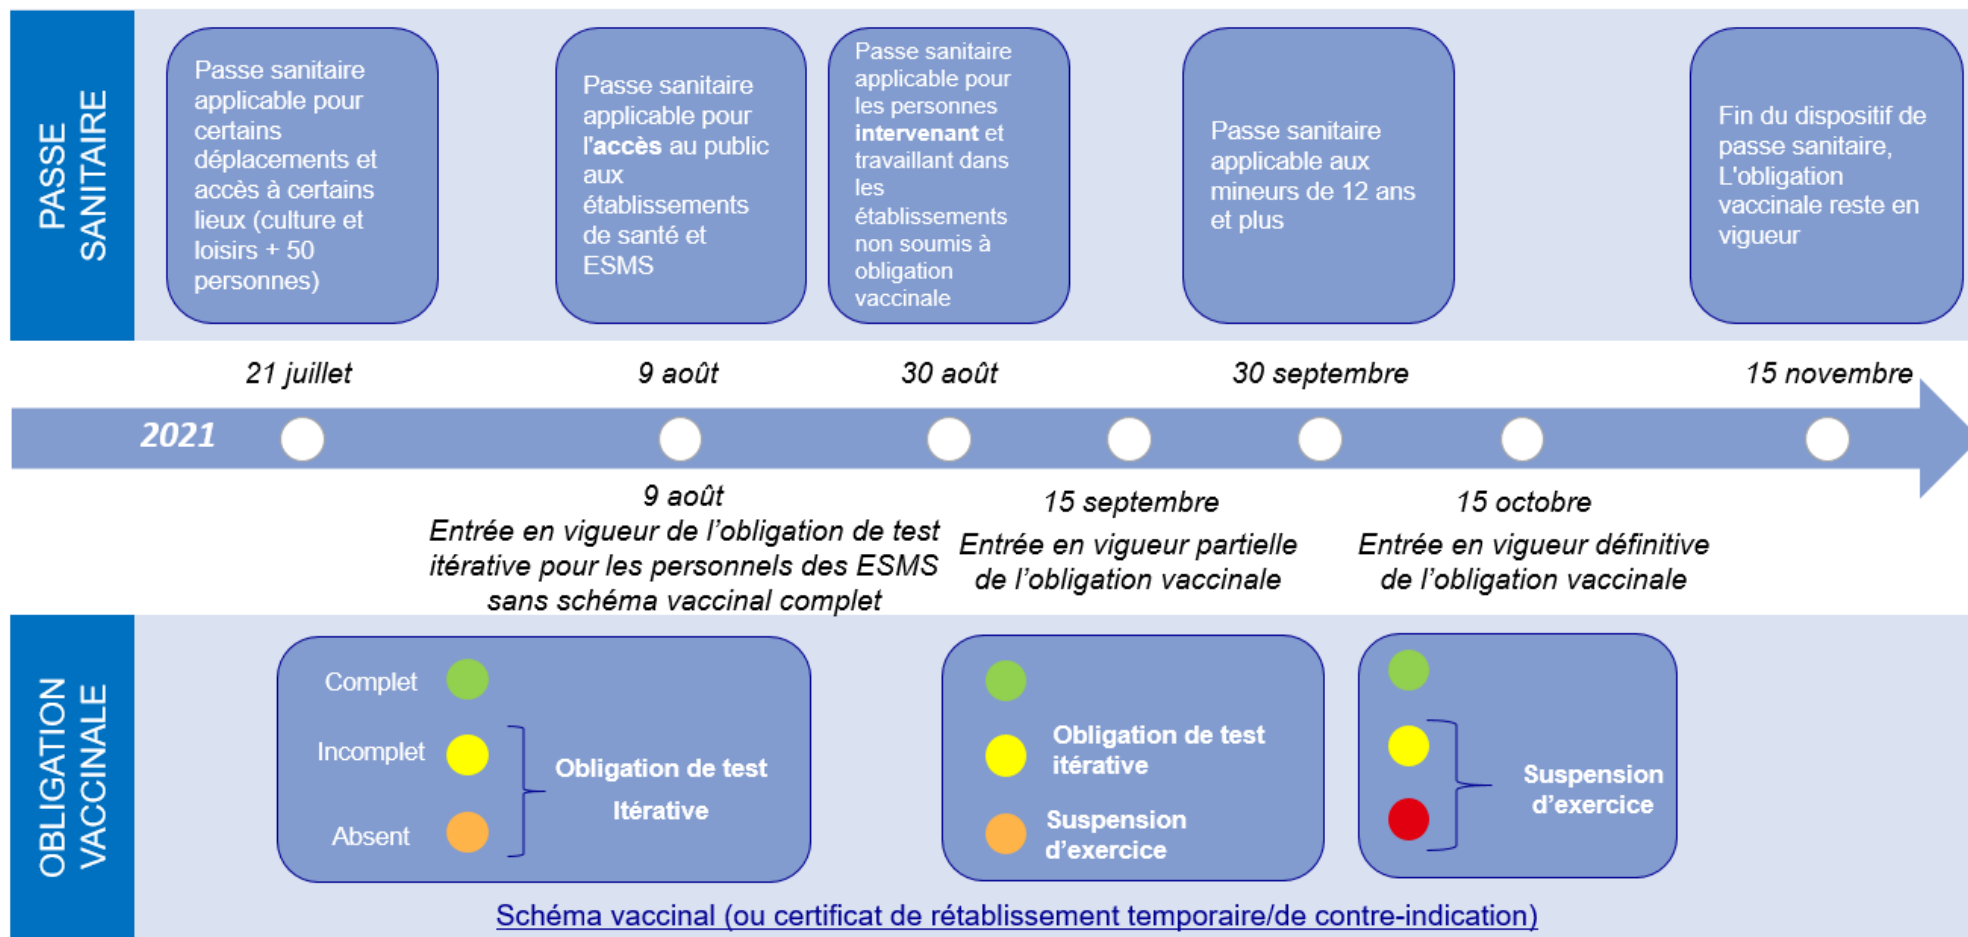 PASSE
SANITAIRE
Passe sanitaire
applicable pour
certains
déplacements et
accès à certains
lieux (culture et
loisirs + 50
personnes)
Passe sanitaire
applicable pour
l'accès au public
aux
établissements
de santé et
ESMS
Passe sanitaire
applicable pour
les personnes
intervenant et
travaillant dans
les
établissements
non soumis à
obligation
vaccinale
Passe sanitaire
applicable aux
mineurs de 12 ans
et plus
Fin du dispositif de
passe sanitaire,
L'obligation
vaccinale reste en
vigueur
21 juillet
9 août
30 août
30 septembre
15 novembre
2021
9 août
Entrée en vigueur de l'obligation de test
itérative pour les personnels des ESMS
sans schéma vaccinal complet
15 septembre
Entrée en vigueur partielle
de l'obligation vaccinale
15 octobre
Entrée en vigueur définitive
de l'obligation vaccinale
OBLIGATION
VACCINALE
Complet
Incomplet
Absent
Obligation de test
Itérative
Obligation de test
itérative
Suspension
d'exercice
Suspension
d'exercice
Schéma vaccinal (ou certificat de rétablissement temporaire/de contre-indication)